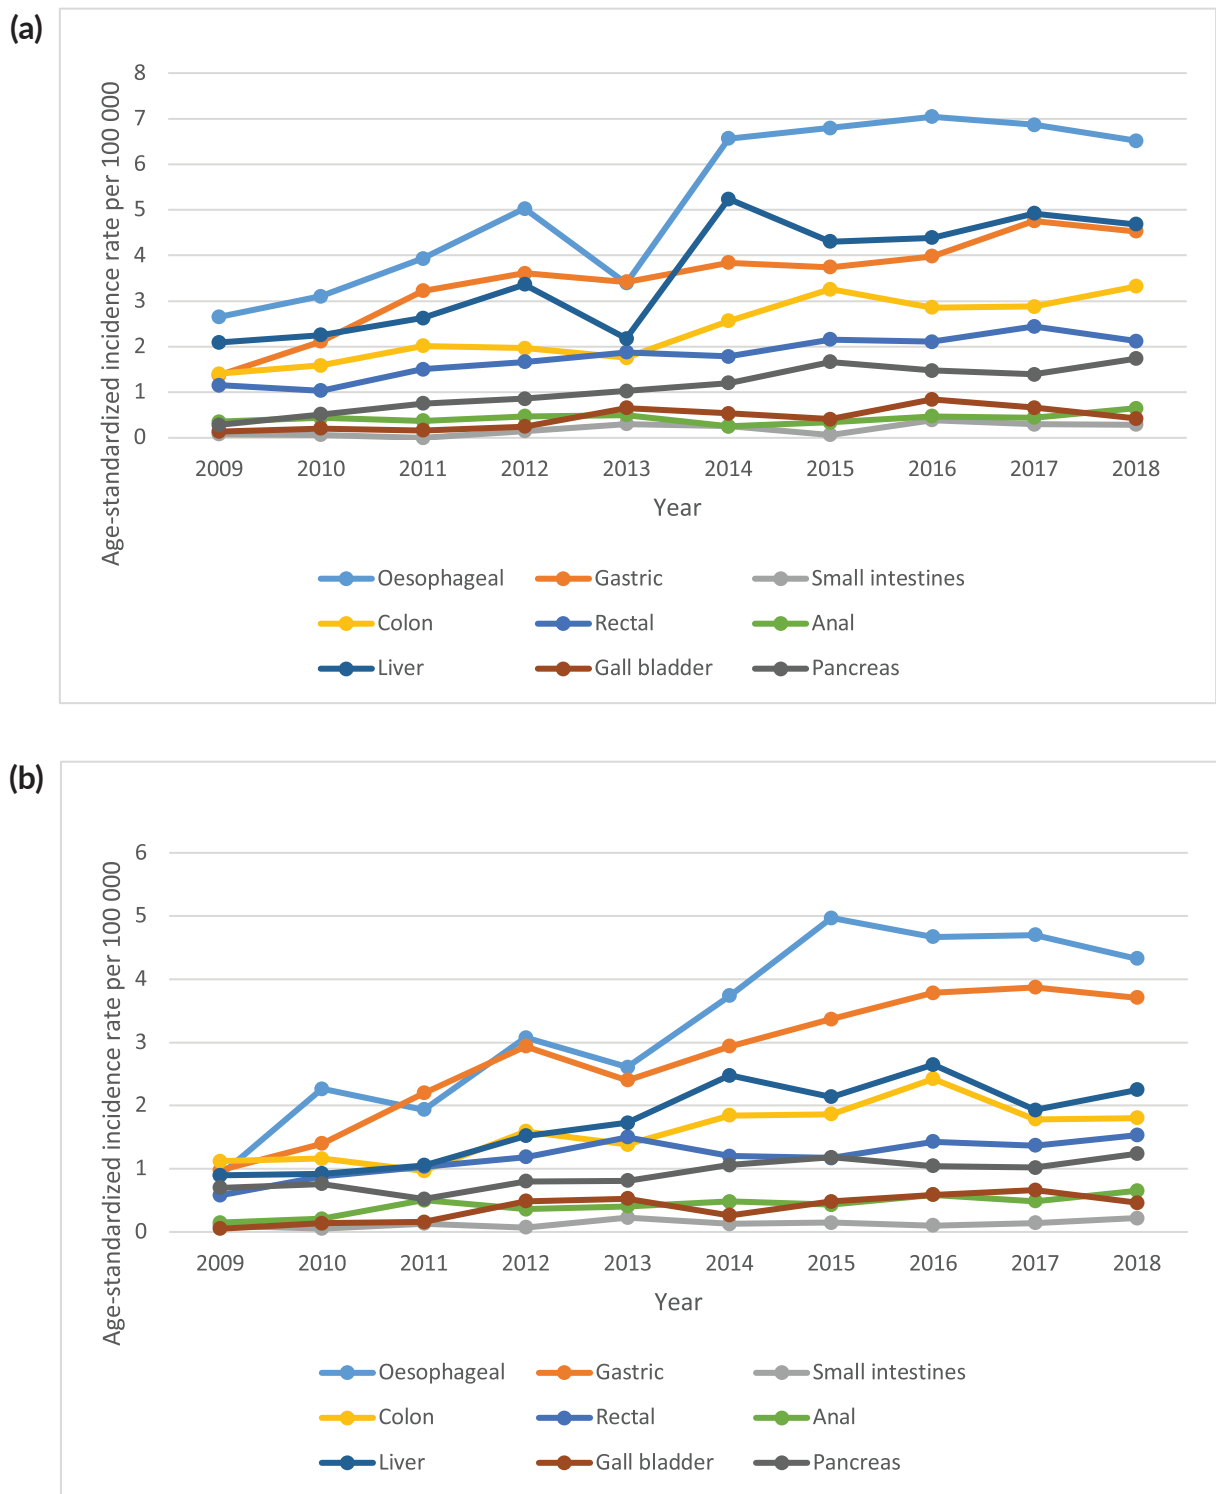 (a)
Age-standardized incidence rate per 100 000
8
7
6
5
4
3
2
1
0
2009 2010 2011 2012 2013 2014 2015 2016 2017 2018
Year
Oesophageal Gastric Small intestines
Colon Rectal Anal
Liver Gall bladder Pancreas
(b)
Age-standardized incidence rate per 100 000
6
5
4
3
2
1
0
2009 2010 2011 2012 2013 2014 2015 2016 2017 2018
Year
Oesophageal Gastric Small intestines
Colon Rectal Anal
Liver Gall bladder Pancreas